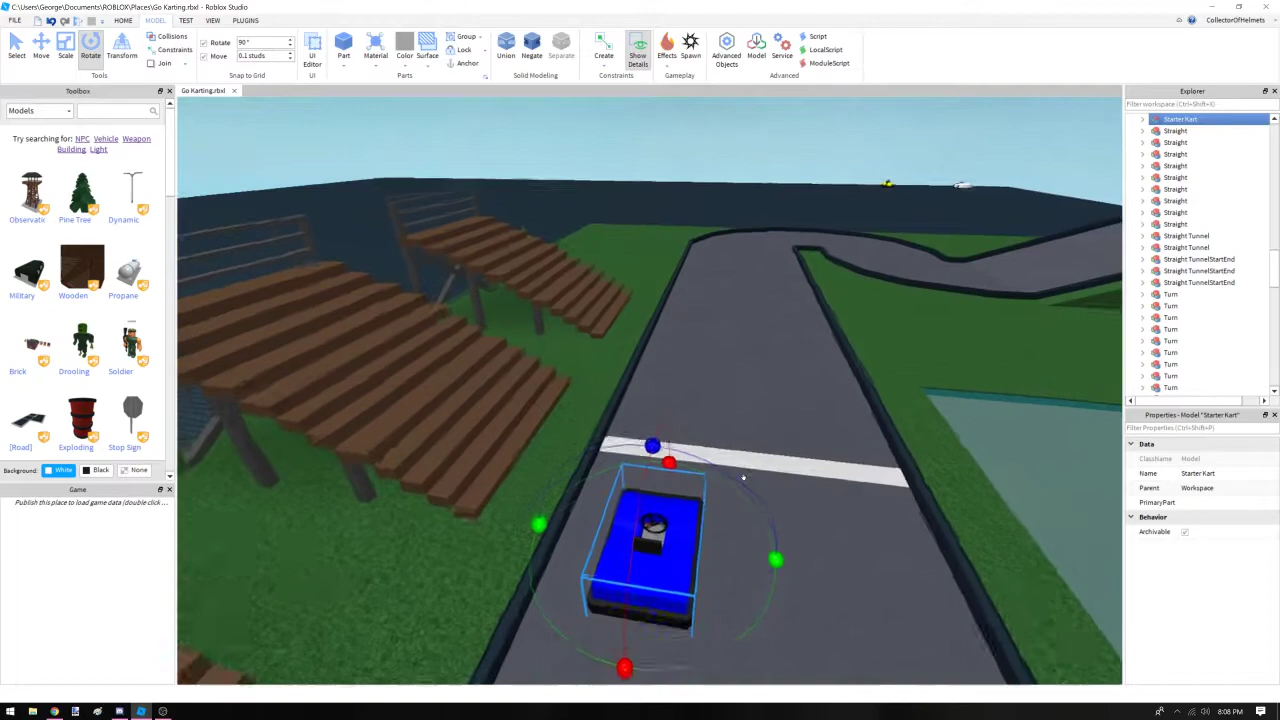 C:\Users\George\Documents\ROBLOX\Places\Go Karting.rbxl - Roblox Studio
FILE HOME MODEL TEST VIEW PLUGINS CollectorOfHelmets
Select Move Scale Rotate Transform
Collisions
Constraints
Join
Tools
Rotate 90 °
Move 0.1 studs
Snap to Grid
UI Editor
UI
Part Material Color Surface
Group
Lock
Anchor
Parts
Union Negate Separate
Solid Modeling
Create Show Details
Constraints
Effects Spawn
Gameplay
Advanced Objects Model Service
Script
LocalScript
ModuleScript
Advanced
Toolbox
Models
Try searching for: NPC Vehicle Weapon
Building Light
Observatic Pine Tree Dynamic
Military Wooden Propane
Brick Drooling Soldier
[Road] Exploding Stop Sign
Background: White Black None
Game
Publish this place to load game data (double click ...
Go Karting.rbxl
Explorer
Filter workspace (Ctrl+Shift+X)
Starter Kart
Straight
Straight
Straight
Straight
Straight
Straight
Straight
Straight
Straight
Straight Tunnel
Straight Tunnel
Straight TunnelStartEnd
Straight TunnelStartEnd
Straight TunnelStartEnd
Turn
Turn
Turn
Turn
Turn
Turn
Turn
Turn
Turn
Properties - Model "Starter Kart"
Filter Properties (Ctrl+Shift+P)
Data
ClassName Model
Name Starter Kart
Parent Workspace
PrimaryPart
Behavior
Archivable
8:08 PM